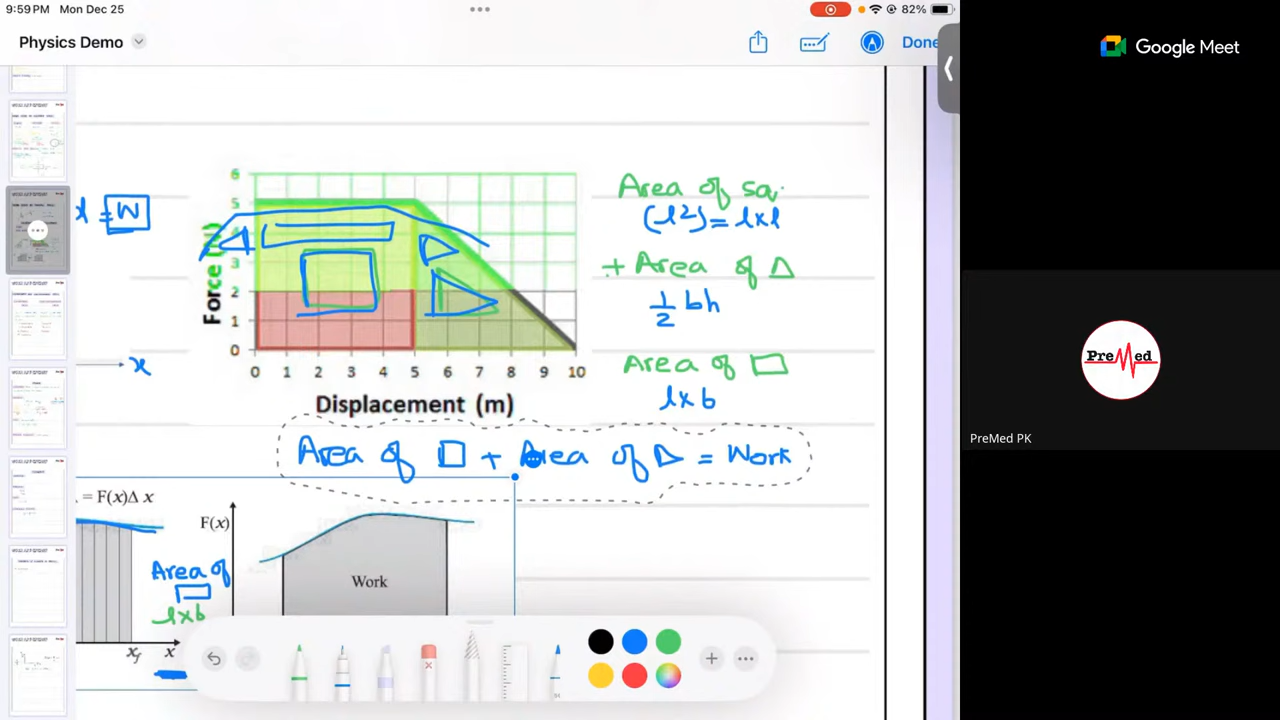 9:59 PM Mon Dec 25
82%
Physics Demo
Done
Google Meet
= W
Force (N)
6
5
3
2
1
0
0 1 2 3 4 5 6 7 8 9 10
Displacement (m)
x
Area of sq.
(l2) = l×l
+ Area of △
1/2 bh
Area of ▭
l×b
Area of □ + Area of △ = Work
= F(x)Δ x
F(x)
Work
Area of
▭
l×b
xf x
PreMed
PreMed PK